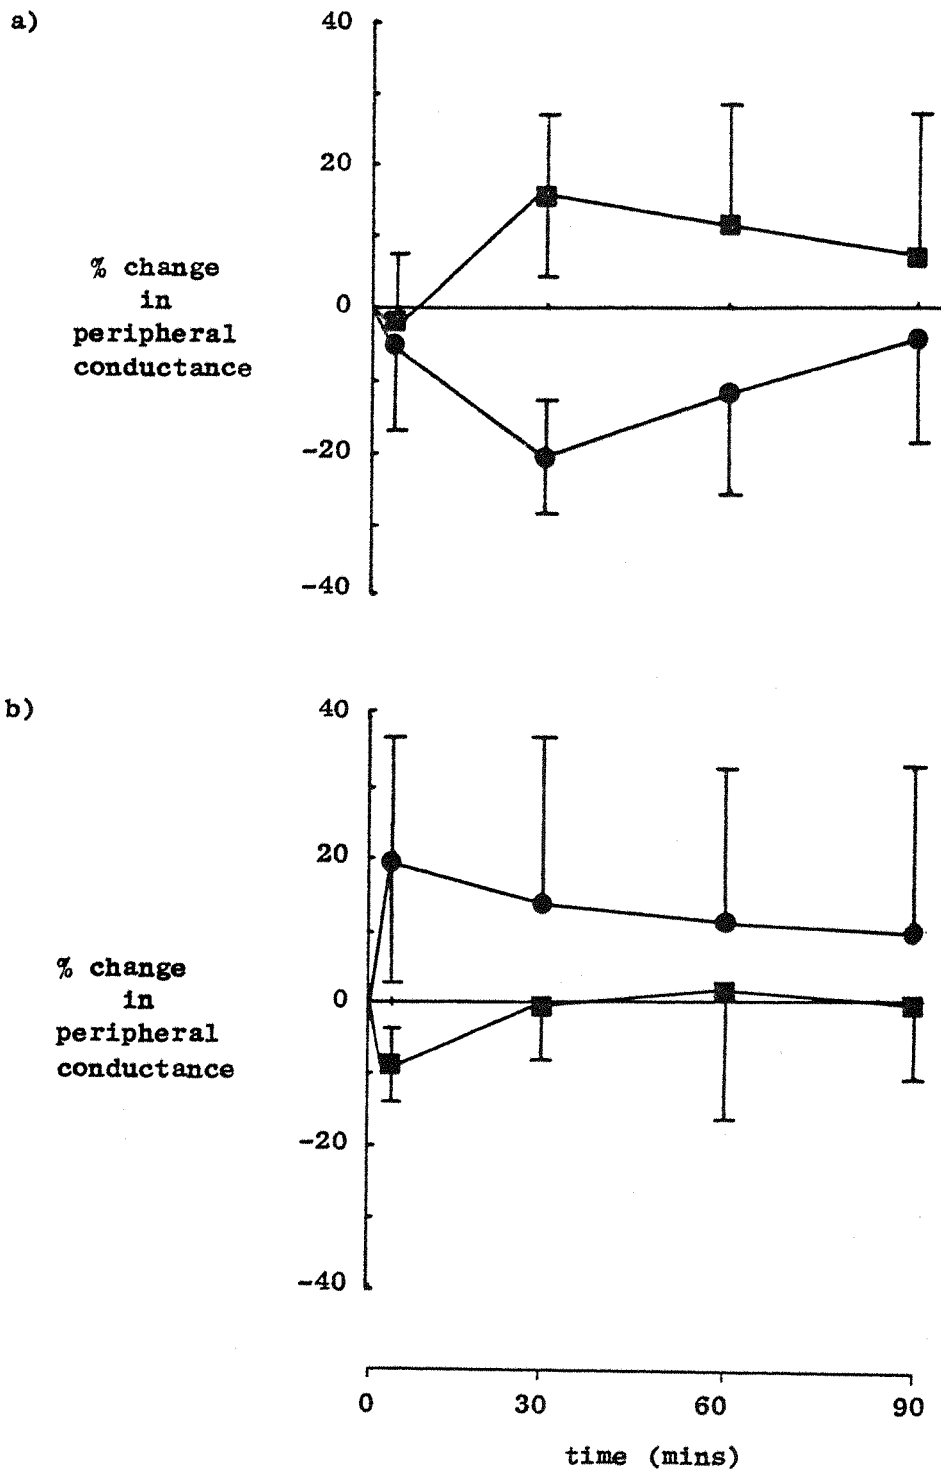 a)
40
20
0
-20
-40
% change
in
peripheral
conductance
b)
40
20
0
-20
-40
% change
in
peripheral
conductance
0 30 60 90
time (mins)